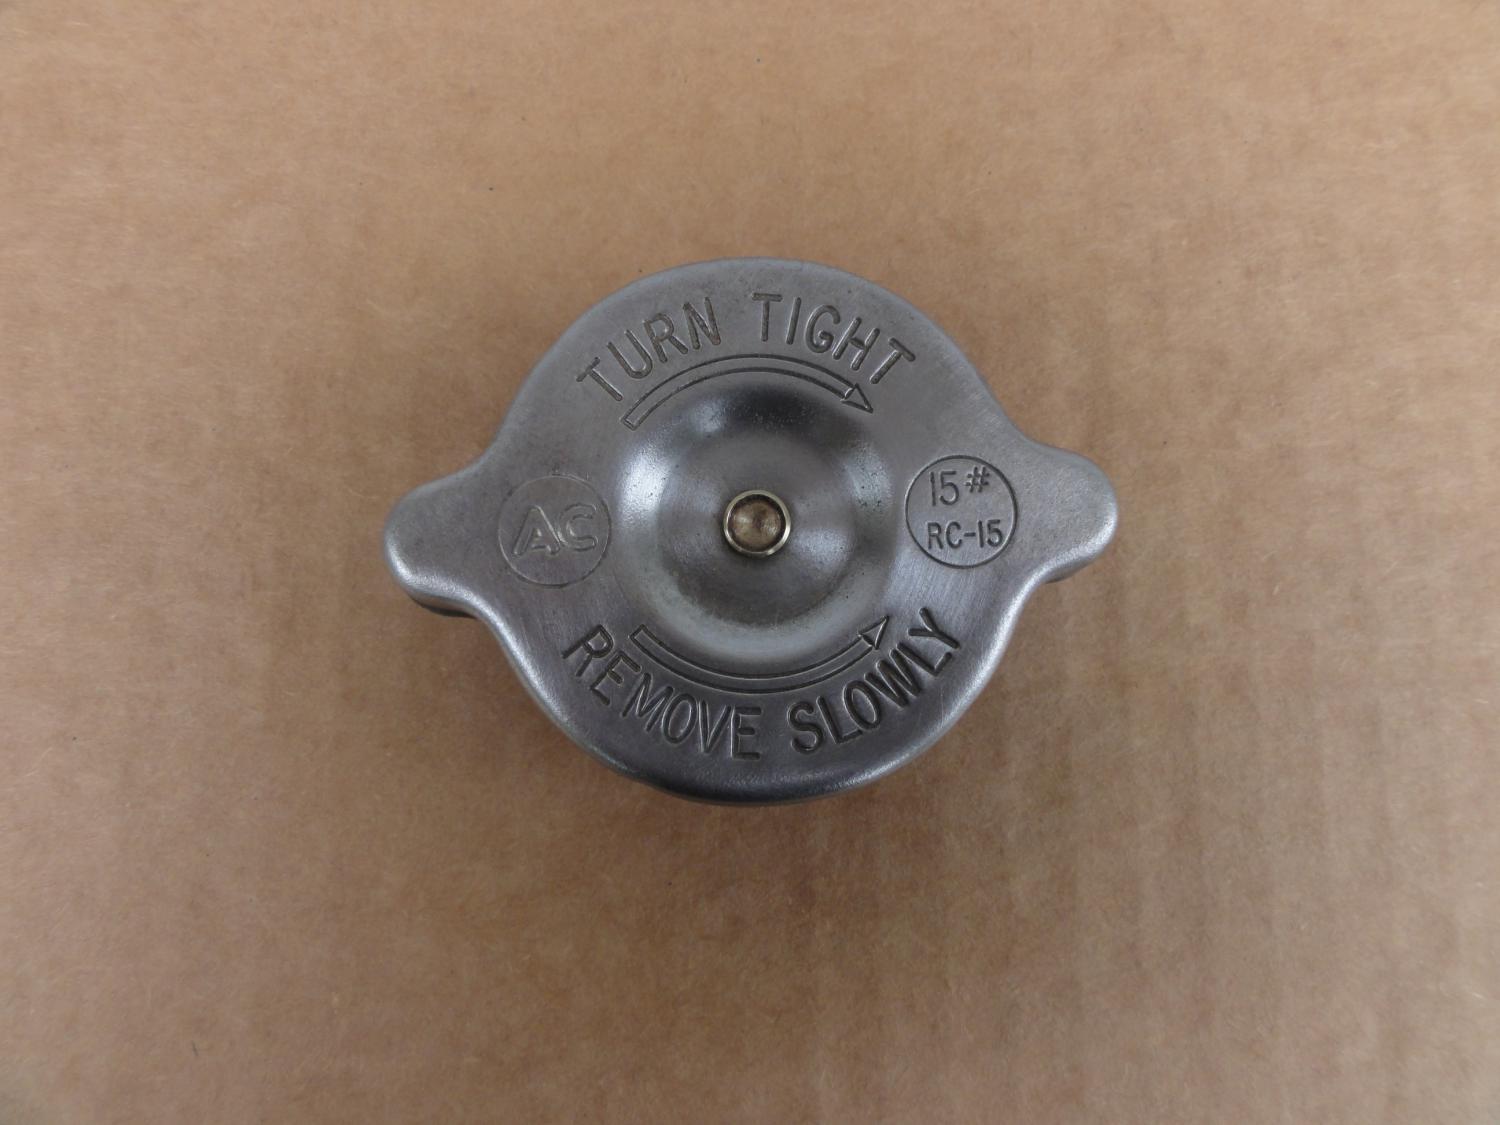 TURN TIGHT
AC
15#
RC-15
REMOVE SLOWLY